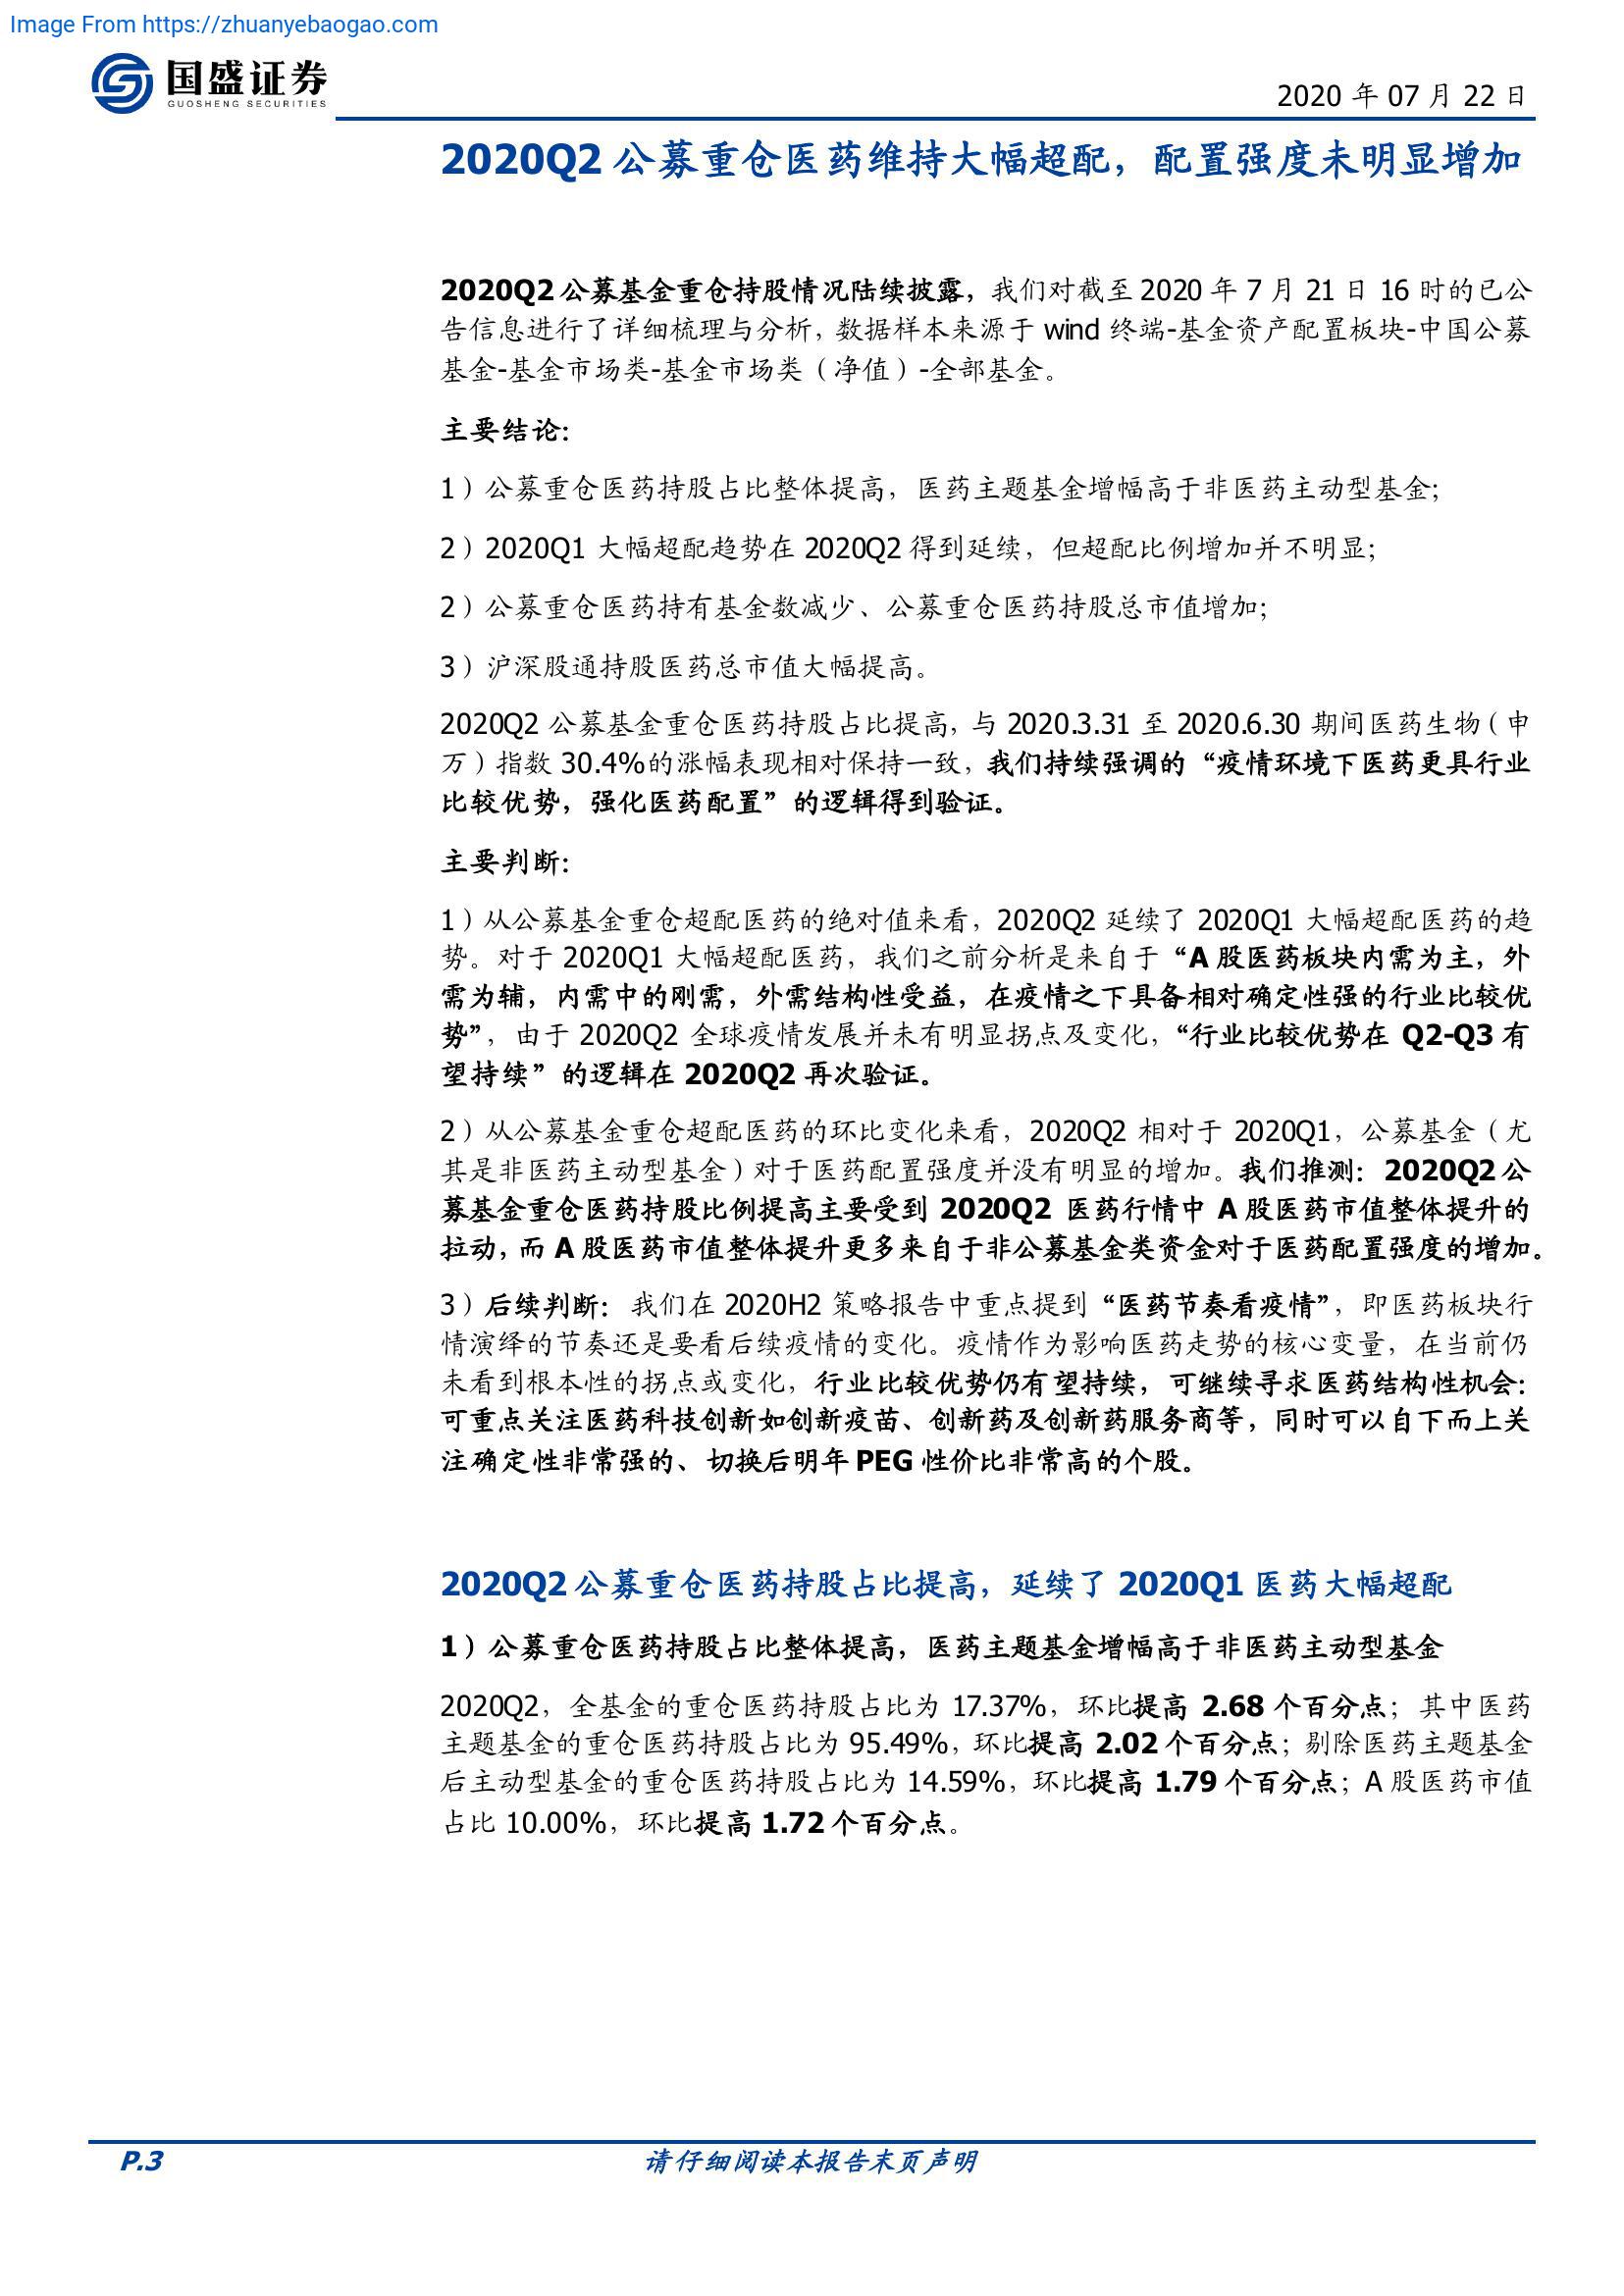 Image From https://zhuanyebaogao.com
国盛证券
GUOSHENG SECURITIES
2020 年 07 月 22 日
2020Q2 公募重仓医药维持大幅超配，配置强度未明显增加
2020Q2 公募基金重仓持股情况陆续披露，我们对截至 2020 年 7 月 21 日 16 时的已公
告信息进行了详细梳理与分析，数据样本来源于 wind 终端-基金资产配置板块-中国公募
基金-基金市场类-基金市场类（净值）-全部基金。
主要结论：
1）公募重仓医药持股占比整体提高，医药主题基金增幅高于非医药主动型基金；
2）2020Q1 大幅超配趋势在 2020Q2 得到延续，但超配比例增加并不明显；
2）公募重仓医药持有基金数减少、公募重仓医药持股总市值增加；
3）沪深股通持股医药总市值大幅提高。
2020Q2 公募基金重仓医药持股占比提高，与 2020.3.31 至 2020.6.30 期间医药生物（申
万）指数 30.4%的涨幅表现相对保持一致，我们持续强调的“疫情环境下医药更具行业
比较优势，强化医药配置”的逻辑得到验证。
主要判断：
1）从公募基金重仓超配医药的绝对值来看，2020Q2 延续了 2020Q1 大幅超配医药的趋
势。对于 2020Q1 大幅超配医药，我们之前分析是来自于“A 股医药板块内需为主，外
需为辅，内需中的刚需，外需结构性受益，在疫情之下具备相对确定性强的行业比较优
势”，由于 2020Q2 全球疫情发展并未有明显拐点及变化，“行业比较优势在 Q2-Q3 有
望持续”的逻辑在 2020Q2 再次验证。
2）从公募基金重仓超配医药的环比变化来看，2020Q2 相对于 2020Q1，公募基金（尤
其是非医药主动型基金）对于医药配置强度并没有明显的增加。我们推测：2020Q2 公
募基金重仓医药持股比例提高主要受到 2020Q2 医药行情中 A 股医药市值整体提升的
拉动，而 A 股医药市值整体提升更多来自于非公募基金类资金对于医药配置强度的增加。
3）后续判断：我们在 2020H2 策略报告中重点提到“医药节奏看疫情”，即医药板块行
情演绎的节奏还是要看后续疫情的变化。疫情作为影响医药走势的核心变量，在当前仍
未看到根本性的拐点或变化，行业比较优势仍有望持续，可继续寻求医药结构性机会：
可重点关注医药科技创新如创新疫苗、创新药及创新药服务商等，同时可以自下而上关
注确定性非常强的、切换后明年 PEG 性价比非常高的个股。
2020Q2 公募重仓医药持股占比提高，延续了 2020Q1 医药大幅超配
1）公募重仓医药持股占比整体提高，医药主题基金增幅高于非医药主动型基金
2020Q2，全基金的重仓医药持股占比为 17.37%，环比提高 2.68 个百分点；其中医药
主题基金的重仓医药持股占比为 95.49%，环比提高 2.02 个百分点；剔除医药主题基金
后主动型基金的重仓医药持股占比为 14.59%，环比提高 1.79 个百分点；A 股医药市值
占比 10.00%，环比提高 1.72 个百分点。
P.3
请仔细阅读本报告末页声明